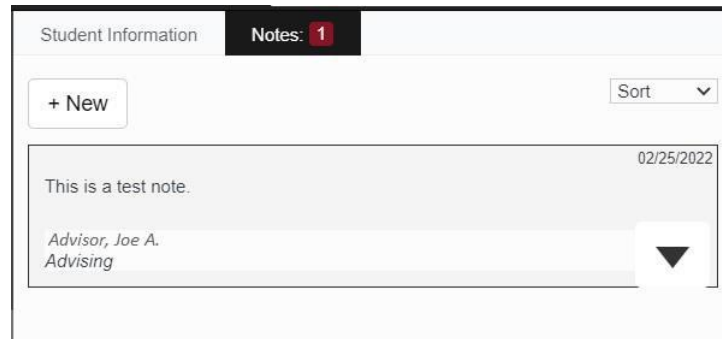 Student Information
Notes: 1
+ New
Sort
02/25/2022
This is a test note.
Advisor, Joe A.
Advising